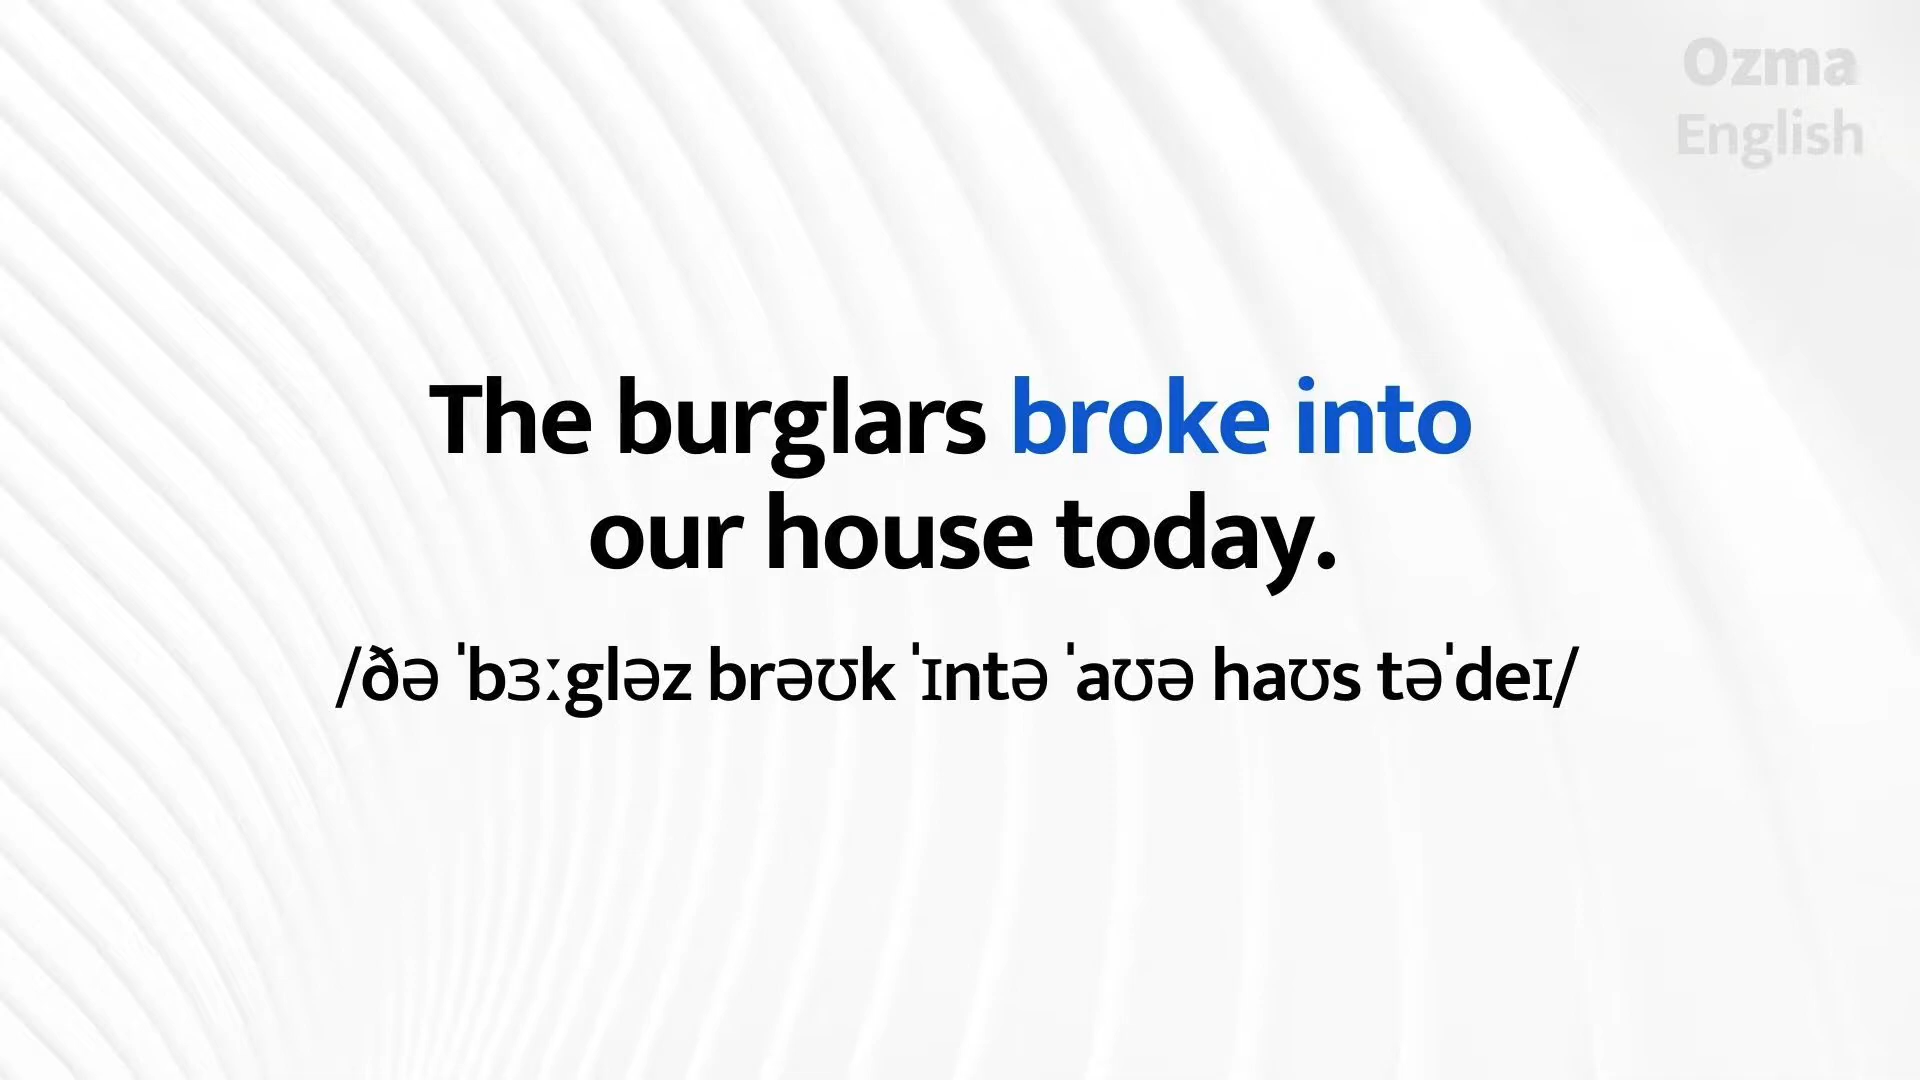 Ozma
English
The burglars broke into
our house today.
/ðə ˈbɜːgləz brəʊk ˈɪntə ˈaʊə haʊs təˈdeɪ/